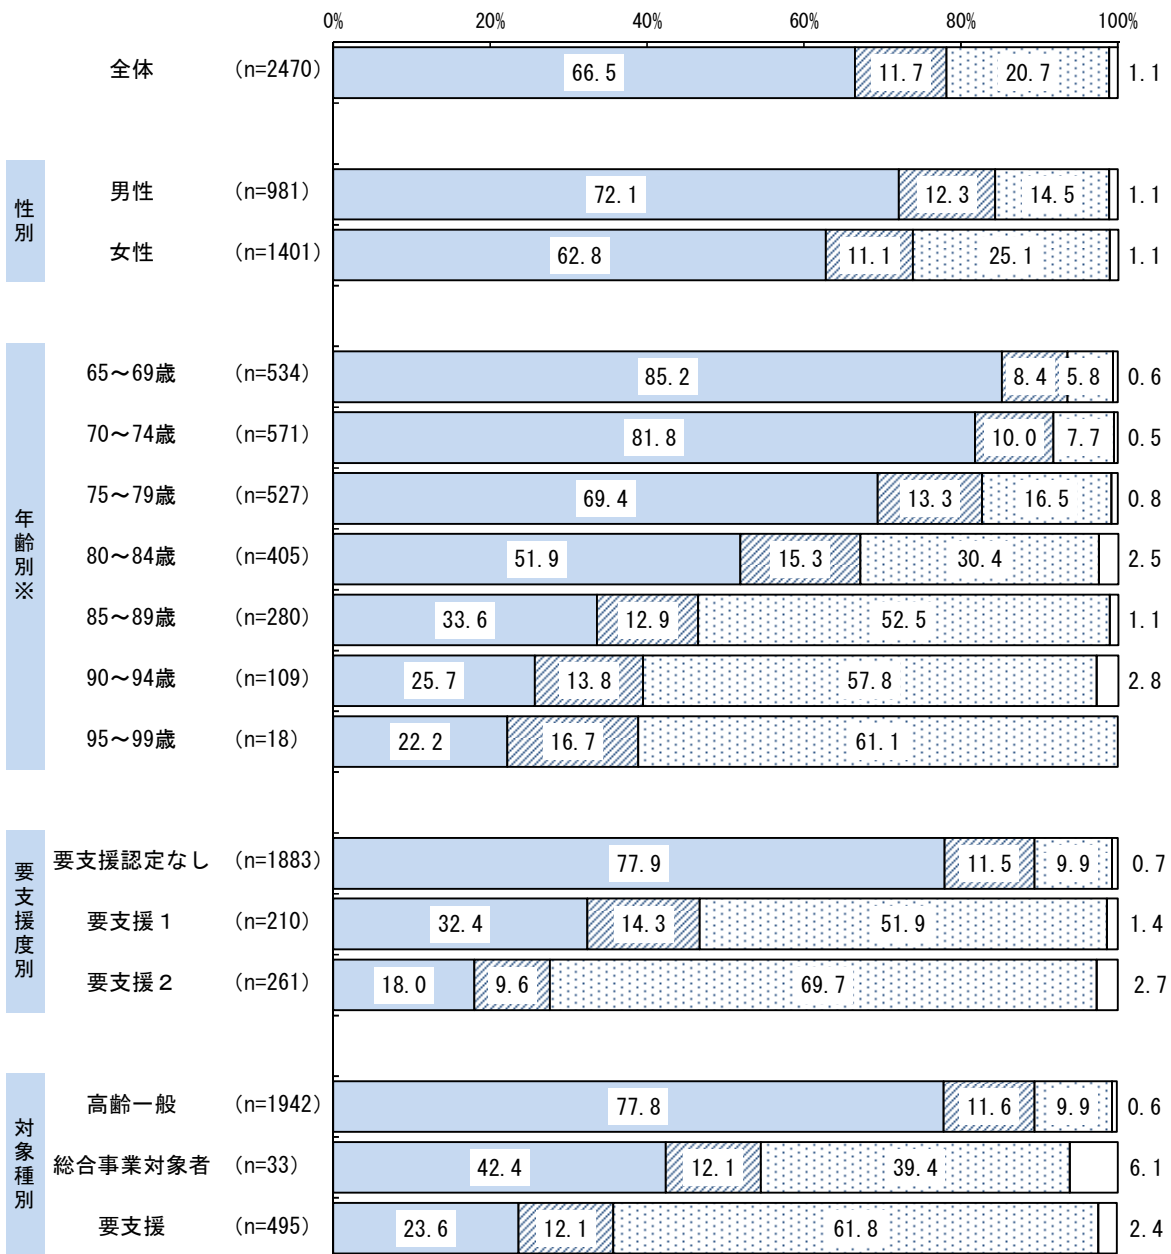 0% 20% 40% 60% 80% 100%
全体 (n=2470) 66.5 11.7 20.7 1.1
性別
男性 (n=981) 72.1 12.3 14.5 1.1
女性 (n=1401) 62.8 11.1 25.1 1.1
年齢別※
65～69歳 (n=534) 85.2 8.4 5.8 0.6
70～74歳 (n=571) 81.8 10.0 7.7 0.5
75～79歳 (n=527) 69.4 13.3 16.5 0.8
80～84歳 (n=405) 51.9 15.3 30.4 2.5
85～89歳 (n=280) 33.6 12.9 52.5 1.1
90～94歳 (n=109) 25.7 13.8 57.8 2.8
95～99歳 (n=18) 22.2 16.7 61.1
要支援度別
要支援認定なし (n=1883) 77.9 11.5 9.9 0.7
要支援１ (n=210) 32.4 14.3 51.9 1.4
要支援２ (n=261) 18.0 9.6 69.7 2.7
対象種別
高齢一般 (n=1942) 77.8 11.6 9.9 0.6
総合事業対象者 (n=33) 42.4 12.1 39.4 6.1
要支援 (n=495) 23.6 12.1 61.8 2.4